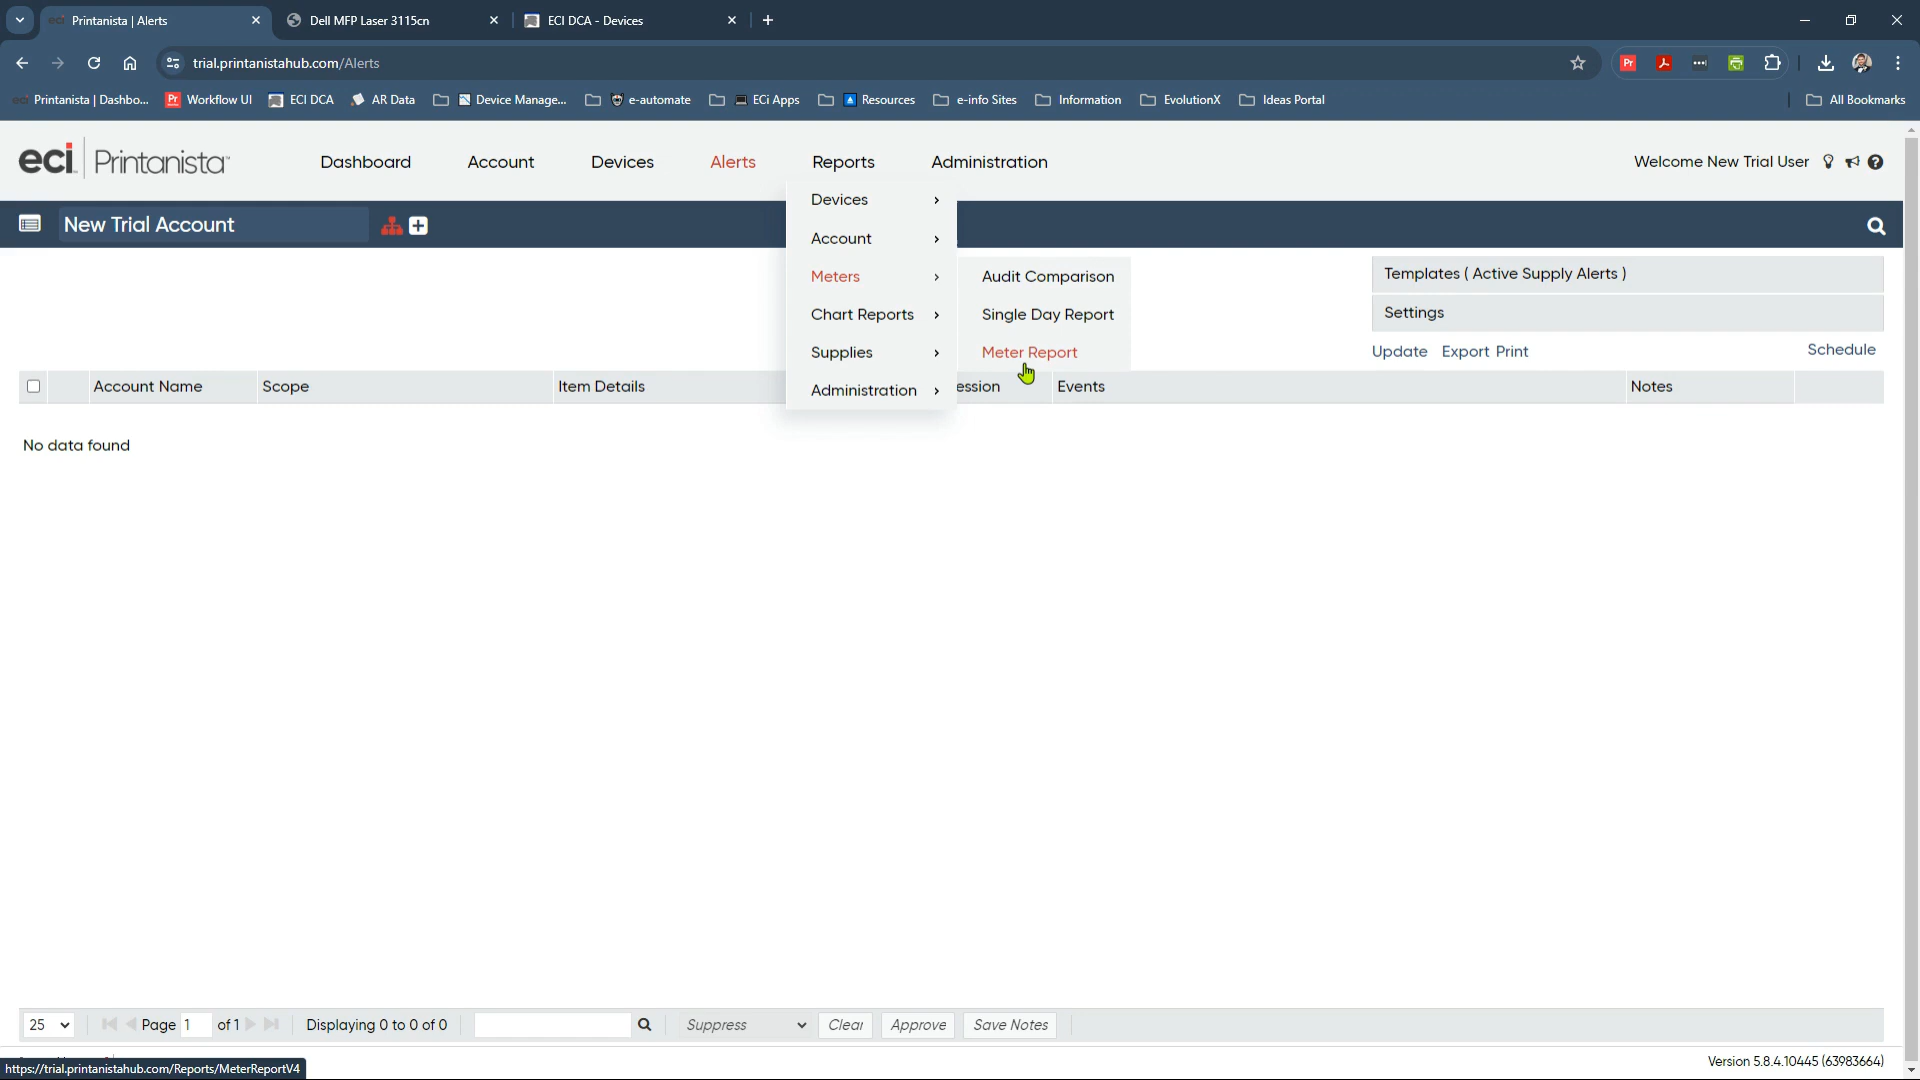 Printanista | Alerts
Dell MFP Laser 3115cn
ECI DCA - Devices
trial.printanistahub.com/Alerts
Printanista | Dashbo...
Workflow UI
ECI DCA
AR Data
Device Manage...
e-automate
ECi Apps
Resources
e-info Sites
Information
EvolutionX
Ideas Portal
All Bookmarks
eci Printanista
Dashboard
Account
Devices
Alerts
Reports
Administration
Welcome New Trial User
New Trial Account
Devices
Account
Meters
Chart Reports
Supplies
Administration
Audit Comparison
Single Day Report
Meter Report
Templates ( Active Supply Alerts )
Settings
Update Export Print
Schedule
Account Name
Scope
Item Details
ession
Events
Notes
No data found
25
Page 1 of 1
Displaying 0 to 0 of 0
Suppress
Clear
Approve
Save Notes
https://trial.printanistahub.com/Reports/MeterReportV4
Version 5.8.4.10445 (63983664)